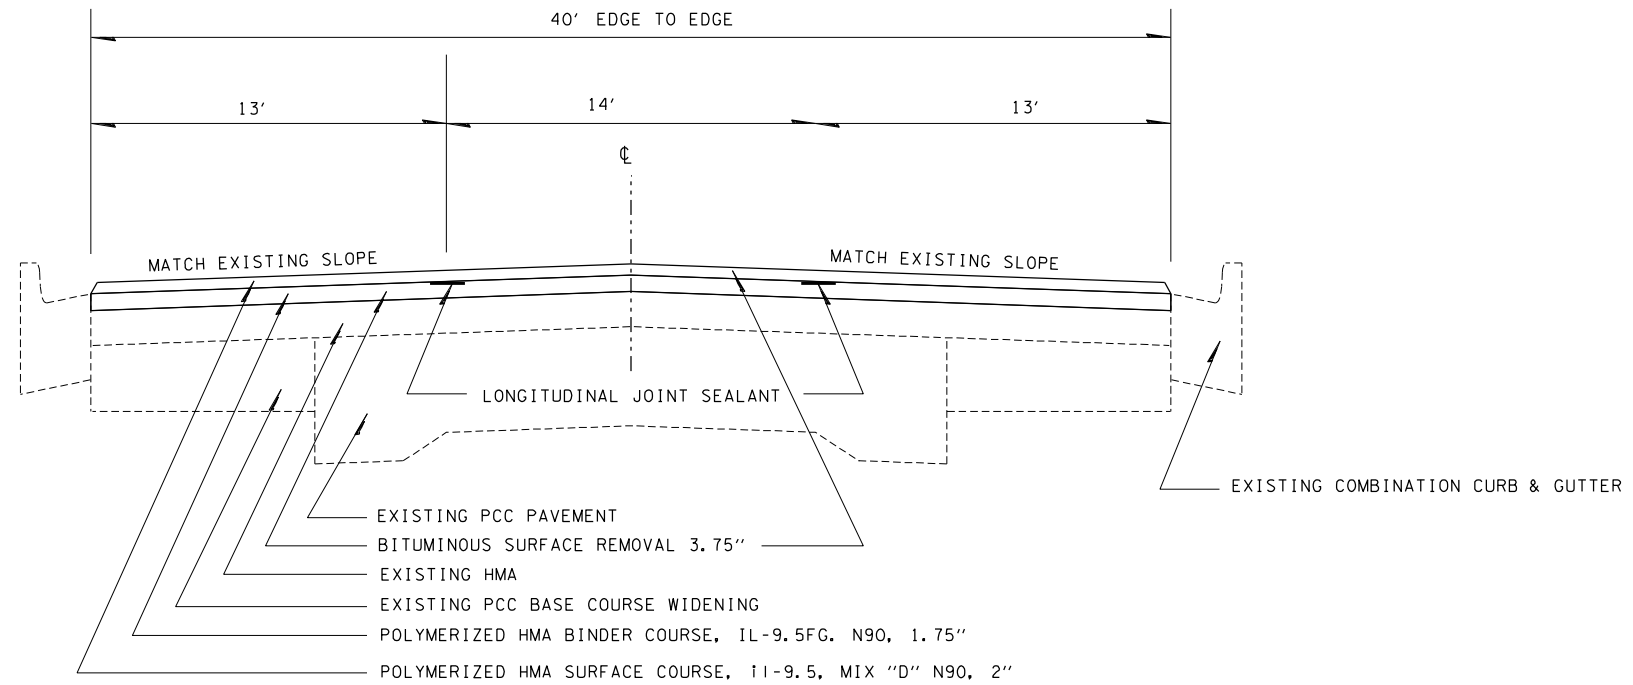 40' EDGE TO EDGE
13'
14'
13'
℄
MATCH EXISTING SLOPE
MATCH EXISTING SLOPE
LONGITUDINAL JOINT SEALANT
EXISTING COMBINATION CURB & GUTTER
EXISTING PCC PAVEMENT
BITUMINOUS SURFACE REMOVAL 3.75"
EXISTING HMA
EXISTING PCC BASE COURSE WIDENING
POLYMERIZED HMA BINDER COURSE, IL-9.5FG. N90, 1.75"
POLYMERIZED HMA SURFACE COURSE, il-9.5, MIX "D" N90, 2"